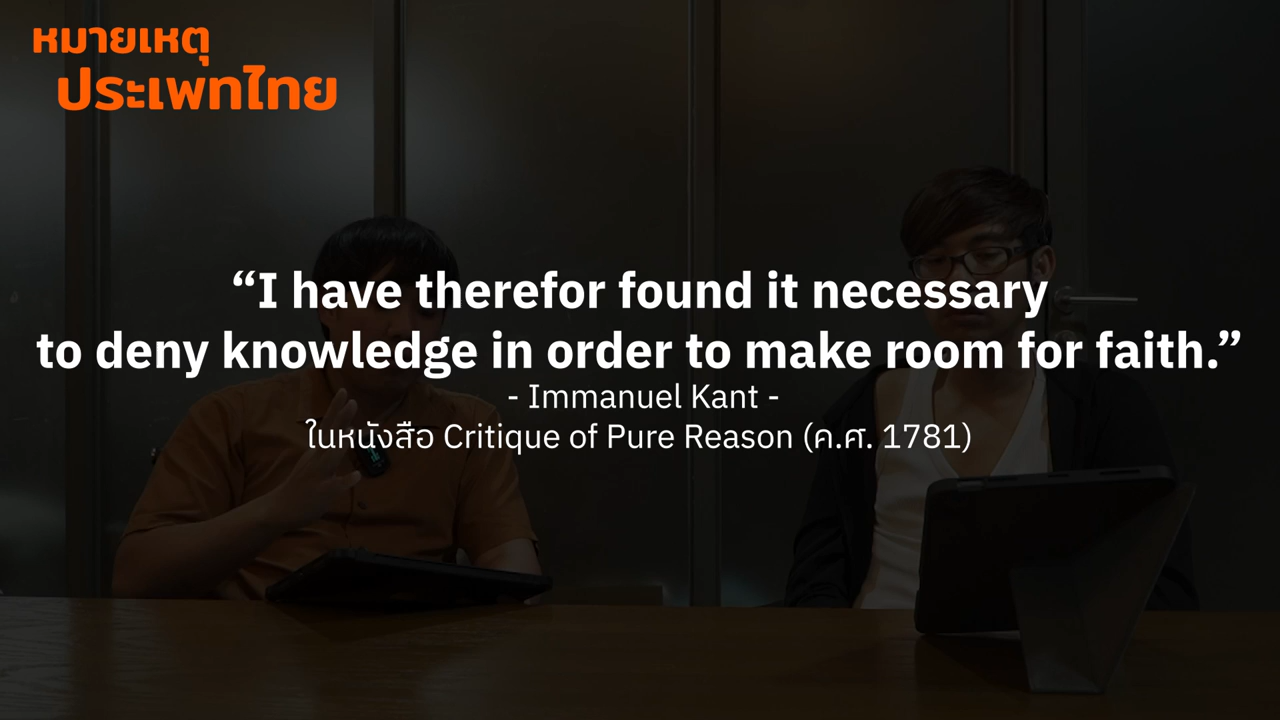 หมายเหตุ
ประเพทไทย
“I have therefor found it necessary
to deny knowledge in order to make room for faith.”
- Immanuel Kant -
ในหนังสือ Critique of Pure Reason (ค.ศ. 1781)